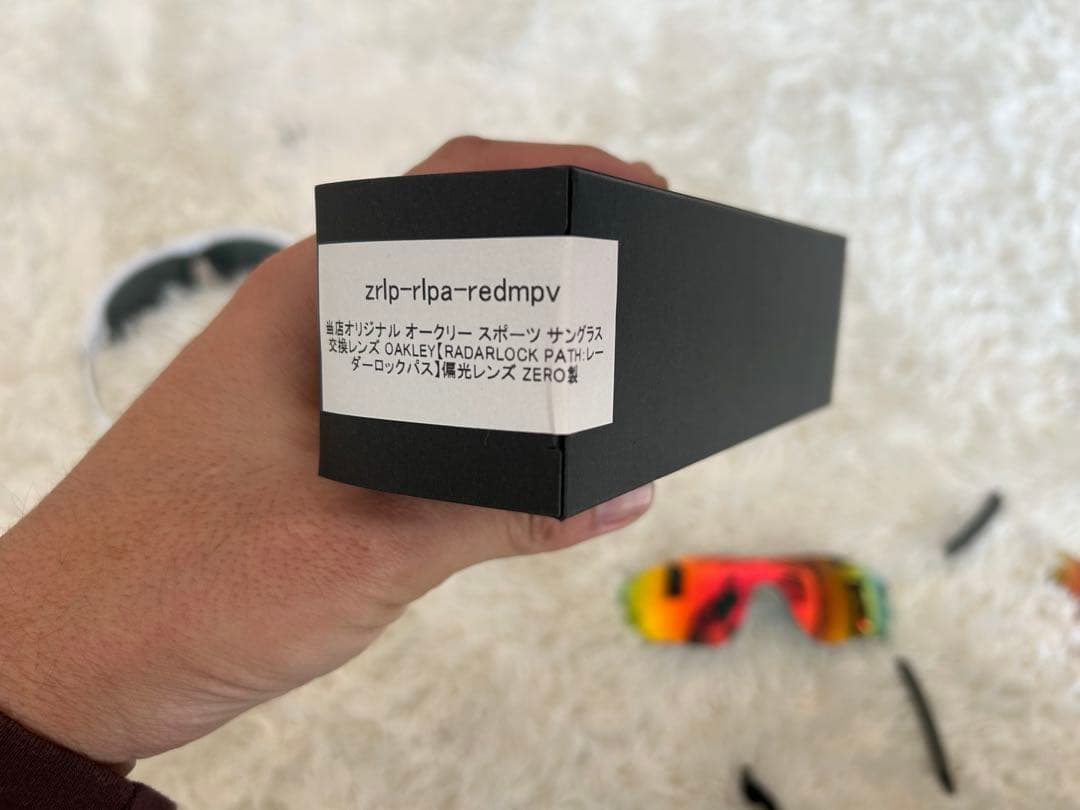 zrlp-rlpa-redmpv
当店オリジナル オークリー スポーツ サングラス
交換レンズ OAKLEY【RADARLOCK PATH:レー
ダーロックパス】偏光レンズ ZERO製